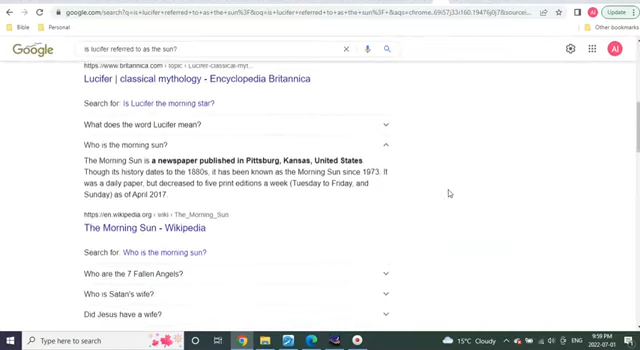 google.com/search?q=is+lucifer+referred+to+as+the+sun+%3F&oq=is+lucifer+referred+to+as+the+sun+%3F&aqs=chrome..69i57j33i160.19476j0j7&sourcei...
Update
Bible
Personal
Other bookmarks
Google
is lucifer referred to as the sun?
AI
https://www.britannica.com › topic › Lucifer-classical-myt...
Lucifer | classical mythology - Encyclopedia Britannica
Search for: Is Lucifer the morning star?
What does the word Lucifer mean?
Who is the morning sun?
The Morning Sun is a newspaper published in Pittsburg, Kansas, United States.
Though its history dates to the 1880s, it has been known as the Morning Sun since 1973. It
was a daily paper, but decreased to five print editions a week (Tuesday to Friday, and
Sunday) as of April 2017.
https://en.wikipedia.org › wiki › The_Morning_Sun
The Morning Sun - Wikipedia
Search for: Who is the morning sun?
Who are the 7 Fallen Angels?
Who is Satan's wife?
Did Jesus have a wife?
Type here to search
15°C Cloudy
ENG
9:59 PM
2022-07-01